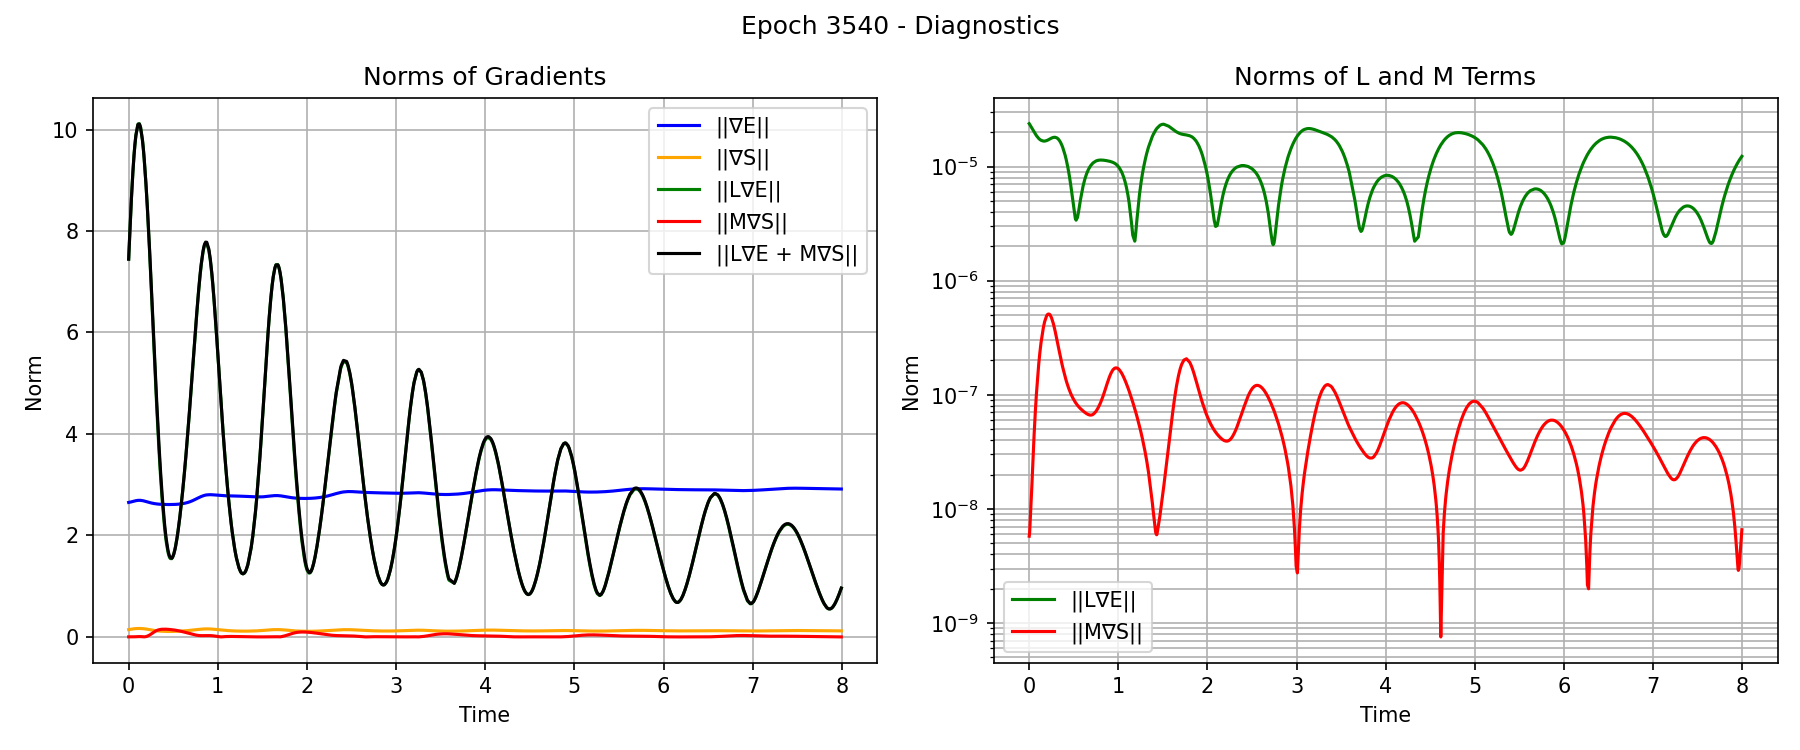 Epoch 3540 - Diagnostics
Norms of Gradients
Norm
10
8
6
4
2
0
||∇E||
||∇S||
||L∇E||
||M∇S||
||L∇E + M∇S||
0 1 2 3 4 5 6 7 8
Time
Norms of L and M Terms
Norm
10⁻⁵
10⁻⁶
10⁻⁷
10⁻⁸
10⁻⁹
||L∇E||
||M∇S||
0 1 2 3 4 5 6 7 8
Time